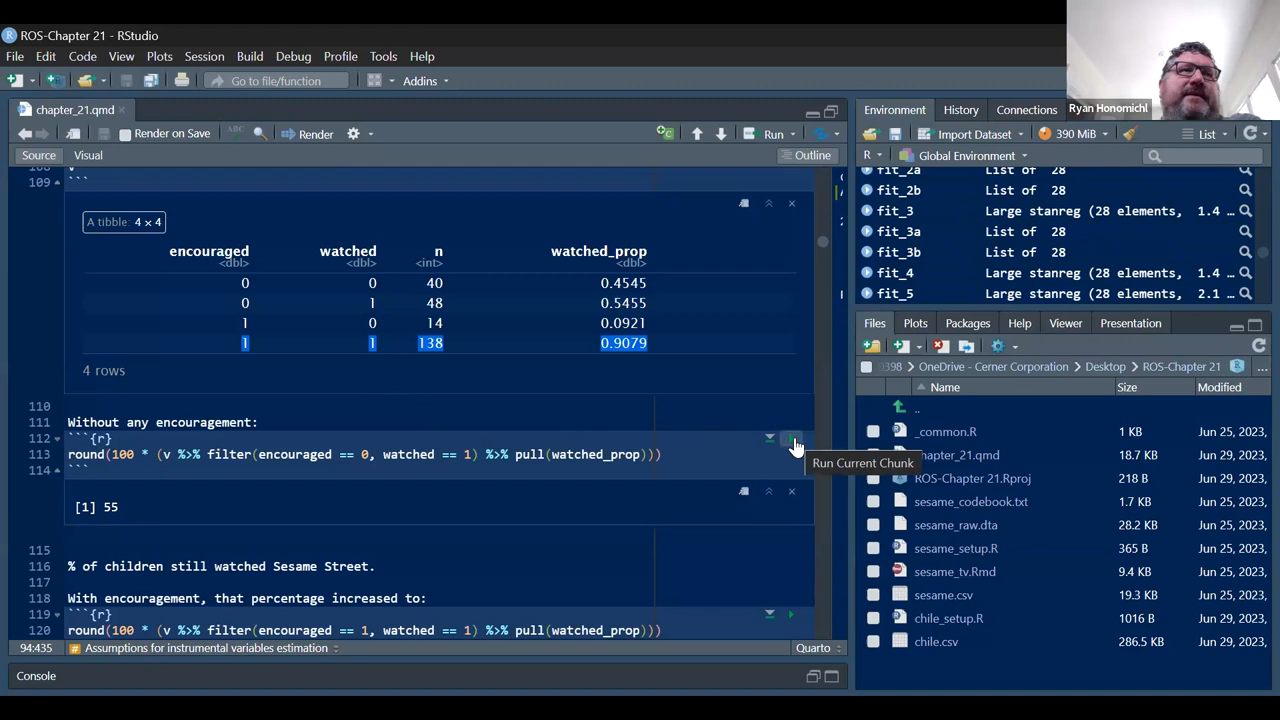 ROS-Chapter 21 - RStudio
File Edit Code View Plots Session Build Debug Profile Tools Help
Go to file/function Addins
Ryan Honomichl
chapter_21.qmd
Render on Save Render Run
Source Visual Outline
109 ```
A tibble: 4 × 4
encouraged watched n watched_prop
<dbl> <dbl> <int> <dbl>
0 0 40 0.4545
0 1 48 0.5455
1 0 14 0.0921
1 1 138 0.9079
4 rows
110
111 Without any encouragement:
112 ```{r}
113 round(100 * (v %>% filter(encouraged == 0, watched == 1) %>% pull(watched_prop)))
114 ```
Run Current Chunk
[1] 55
115
116 % of children still watched Sesame Street.
117
118 With encouragement, that percentage increased to:
119 ```{r}
120 round(100 * (v %>% filter(encouraged == 1, watched == 1) %>% pull(watched_prop)))
94:435 # Assumptions for instrumental variables estimation Quarto
Console
Environment History Connections
Import Dataset 390 MiB List
R Global Environment
fit_2a List of 28
fit_2b List of 28
fit_3 Large stanreg (28 elements, 1.4 …
fit_3a List of 28
fit_3b List of 28
fit_4 Large stanreg (28 elements, 1.4 …
fit_5 Large stanreg (28 elements, 2.1 …
Files Plots Packages Help Viewer Presentation
0398 OneDrive - Cerner Corporation Desktop ROS-Chapter 21 ...
Name Size Modified
..
_common.R 1 KB Jun 25, 2023,
chapter_21.qmd 18.7 KB Jun 29, 2023,
ROS-Chapter 21.Rproj 218 B Jun 29, 2023,
sesame_codebook.txt 1.7 KB Jun 25, 2023,
sesame_raw.dta 28.2 KB Jun 25, 2023,
sesame_setup.R 365 B Jun 25, 2023,
sesame_tv.Rmd 9.4 KB Jun 25, 2023,
sesame.csv 19.3 KB Jun 25, 2023,
chile_setup.R 1016 B Jun 29, 2023,
chile.csv 286.5 KB Jun 29, 2023,